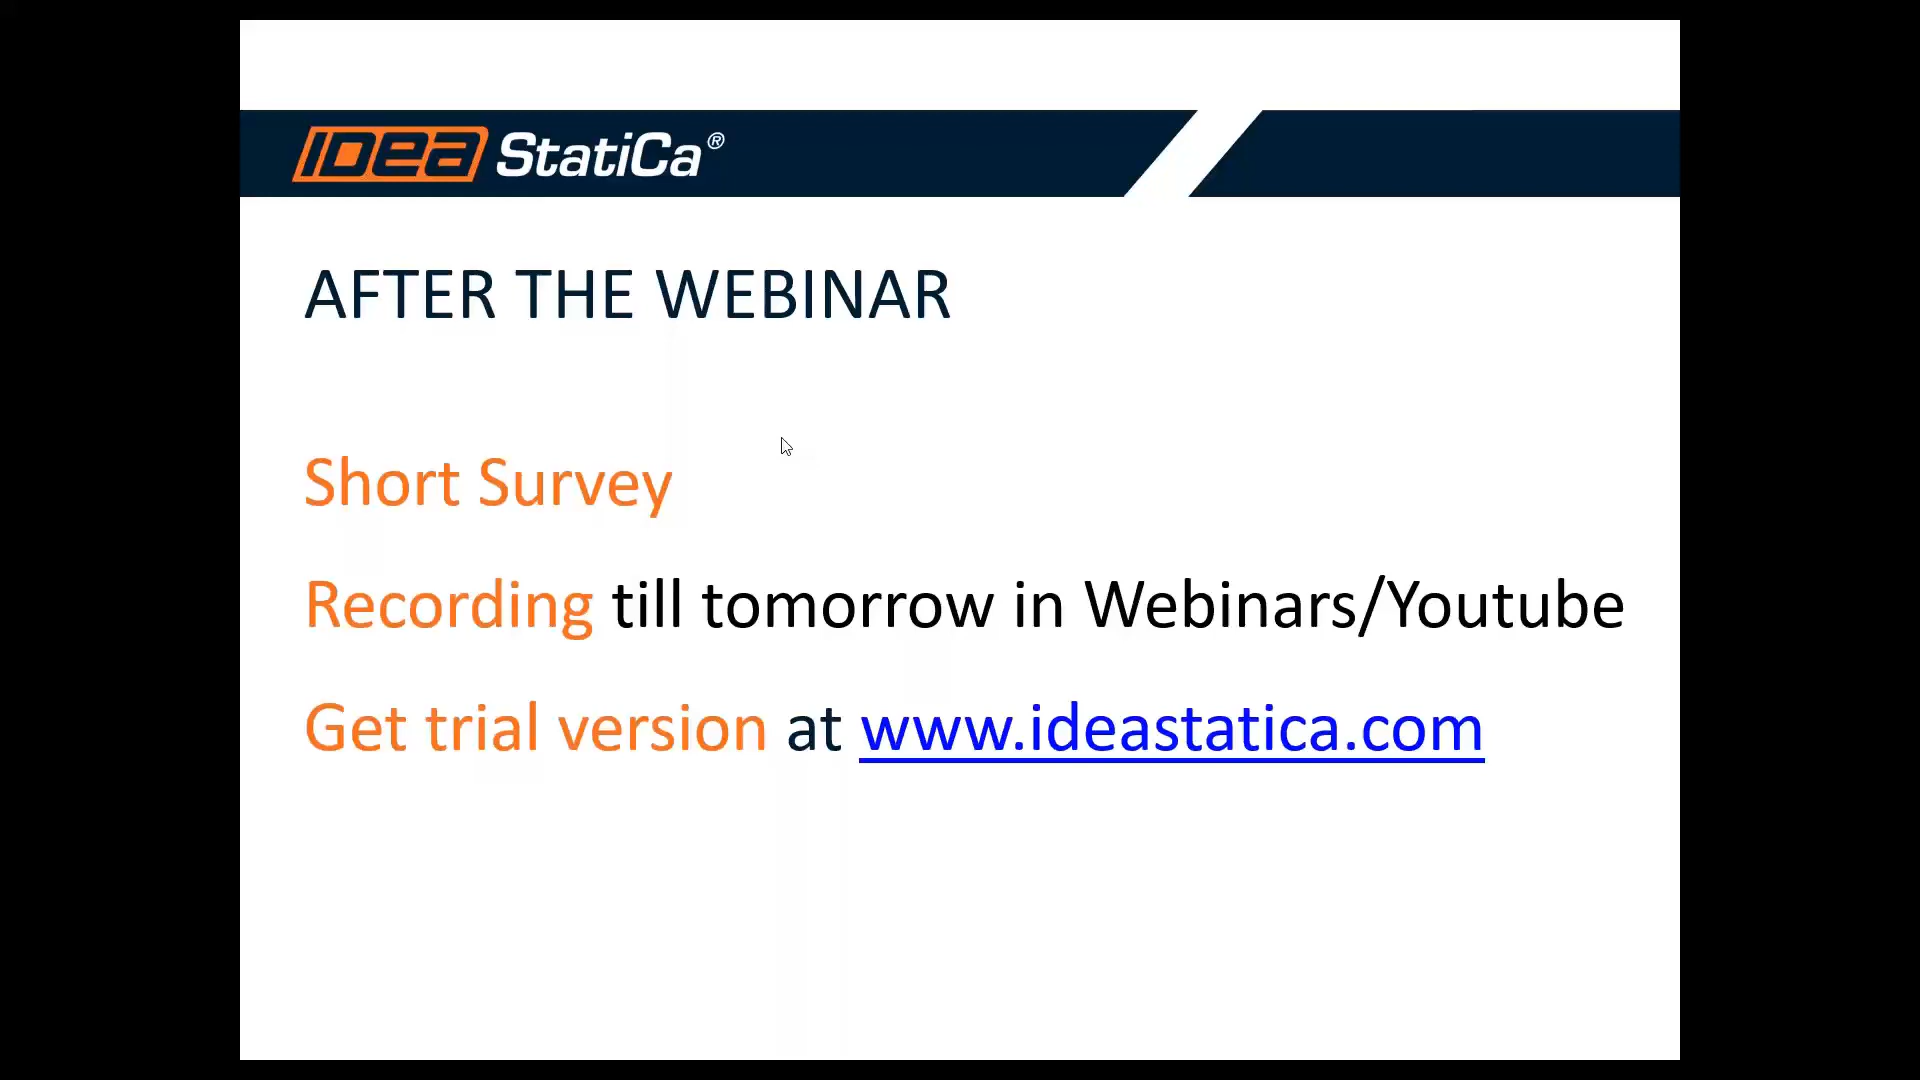 IDEA StatiCa®
AFTER THE WEBINAR
Short Survey
Recording till tomorrow in Webinars/Youtube
Get trial version at www.ideastatica.com